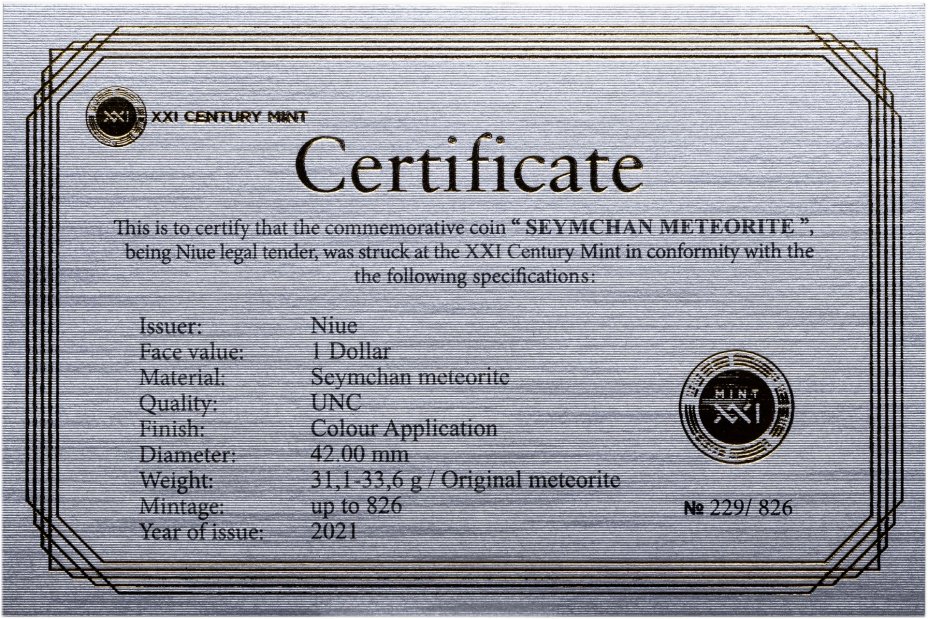 XXI XXI CENTURY MINT
Certificate
This is to certify that the commemorative coin “ SEYMCHAN METEORITE ”,
being Niue legal tender, was struck at the XXI Century Mint in conformity with the
the following specifications:
Issuer: Niue
Face value: 1 Dollar
Material: Seymchan meteorite
Quality: UNC
Finish: Colour Application
Diameter: 42.00 mm
Weight: 31,1-33,6 g / Original meteorite
Mintage: up to 826
Year of issue: 2021
MINT
XXI
№ 229/ 826